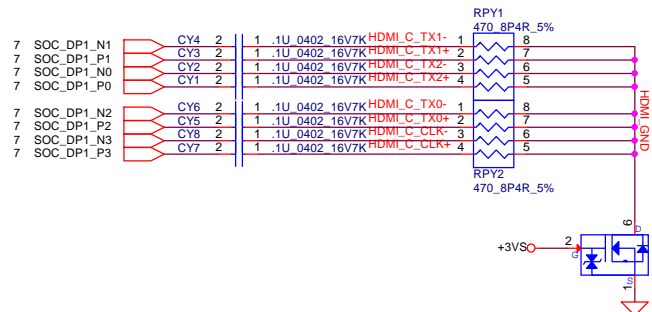 RPY1
470_8P4R_5%
7 SOC_DP1_N1 CY4 2 1 .1U_0402_16V7K HDMI_C_TX1- 1 8
7 SOC_DP1_P1 CY3 2 1 .1U_0402_16V7K HDMI_C_TX1+ 2 7
7 SOC_DP1_N0 CY2 2 1 .1U_0402_16V7K HDMI_C_TX2- 3 6
7 SOC_DP1_P0 CY1 2 1 .1U_0402_16V7K HDMI_C_TX2+ 4 5
7 SOC_DP1_N2 CY6 2 1 .1U_0402_16V7K HDMI_C_TX0- 1 8
7 SOC_DP1_P2 CY5 2 1 .1U_0402_16V7K HDMI_C_TX0+ 2 7
7 SOC_DP1_N3 CY8 2 1 .1U_0402_16V7K HDMI_C_CLK- 3 6
7 SOC_DP1_P3 CY7 2 1 .1U_0402_16V7K HDMI_C_CLK+ 4 5
HDMI_GND
RPY2
470_8P4R_5%
6
D
+3VS 2
G
S
1